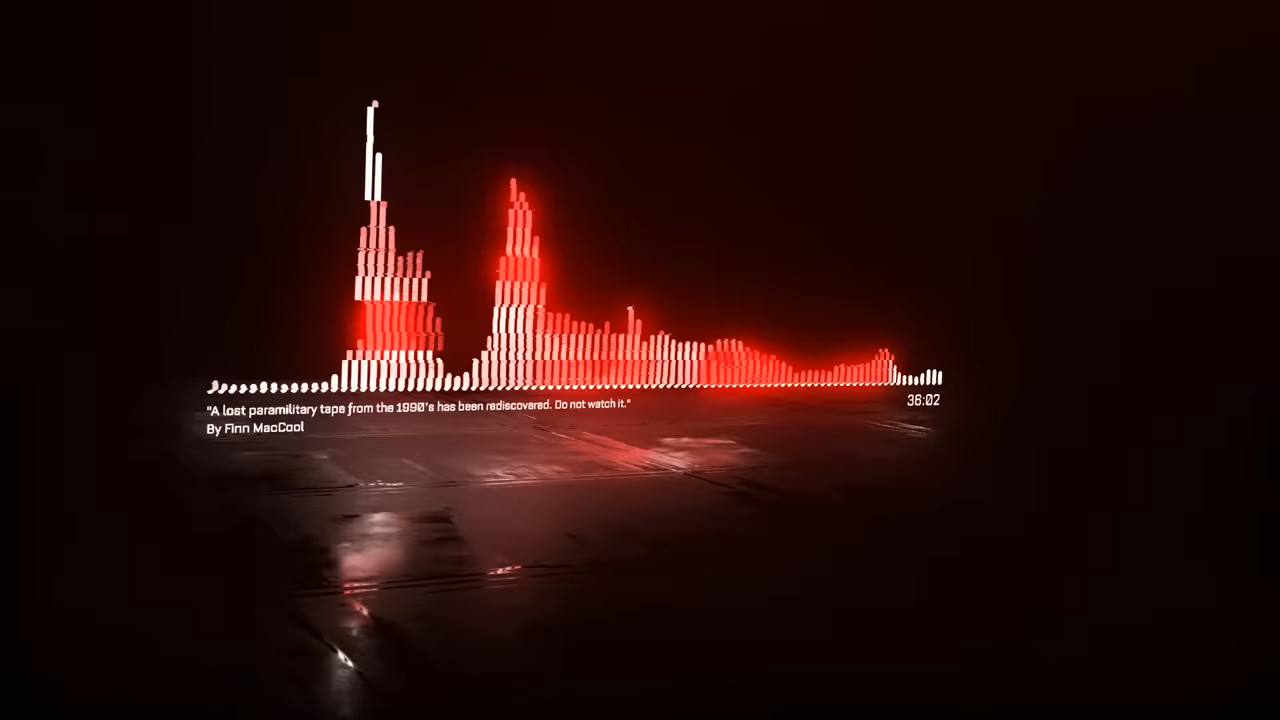 "A lost paramilitary tape from the 1990's has been rediscovered. Do not watch it."
36:02
By Finn MacCool